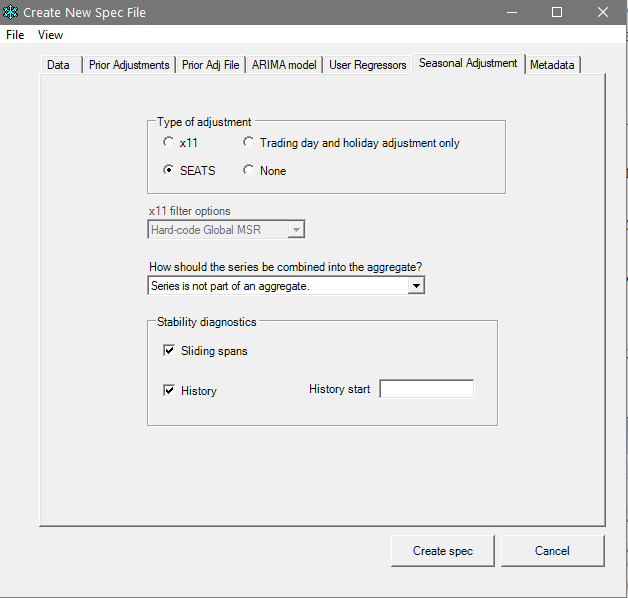 Create New Spec File
File View
Data Prior Adjustments Prior Adj File ARIMA model User Regressors Seasonal Adjustment Metadata
Type of adjustment
x11 Trading day and holiday adjustment only
SEATS None
x11 filter options
Hard-code Global MSR
How should the series be combined into the aggregate?
Series is not part of an aggregate.
Stability diagnostics
Sliding spans
History History start
Create spec Cancel